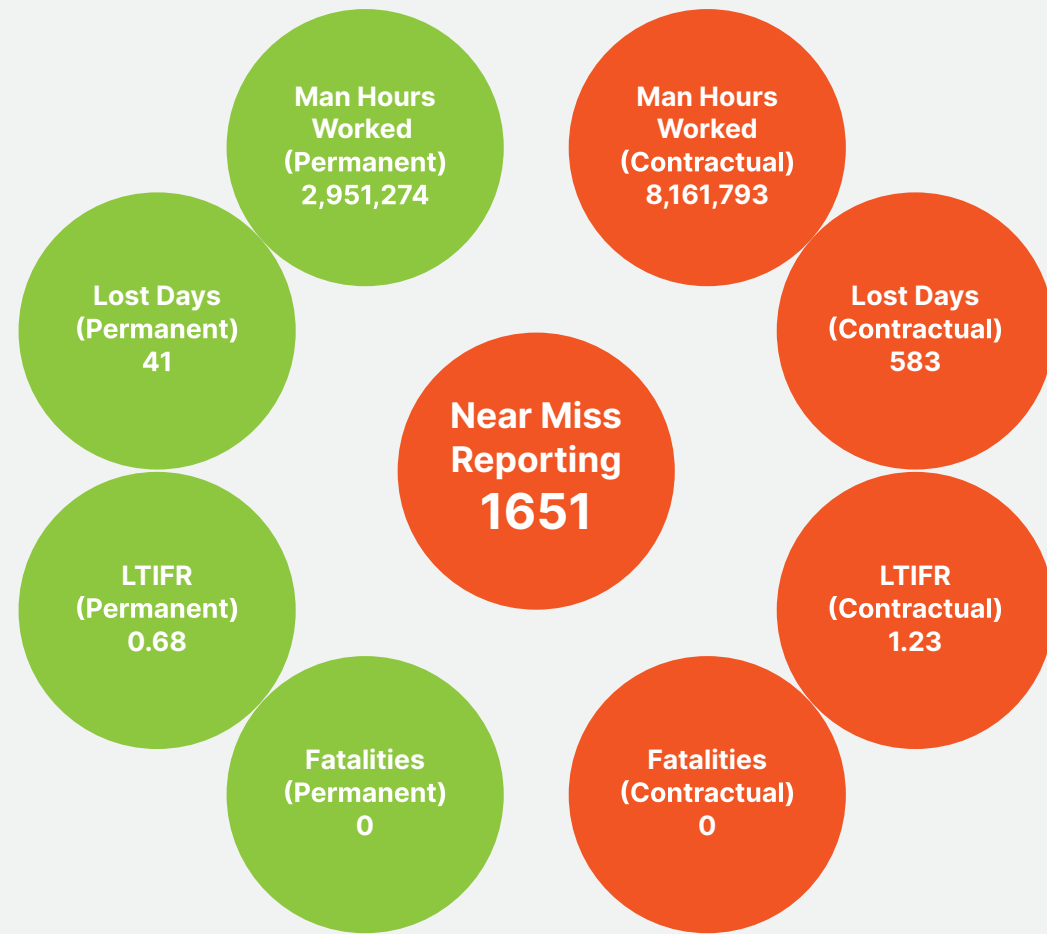 Man Hours
Worked
(Permanent)
2,951,274
Man Hours
Worked
(Contractual)
8,161,793
Lost Days
(Permanent)
41
Lost Days
(Contractual)
583
Near Miss
Reporting
1651
LTIFR
(Permanent)
0.68
LTIFR
(Contractual)
1.23
Fatalities
(Permanent)
0
Fatalities
(Contractual)
0